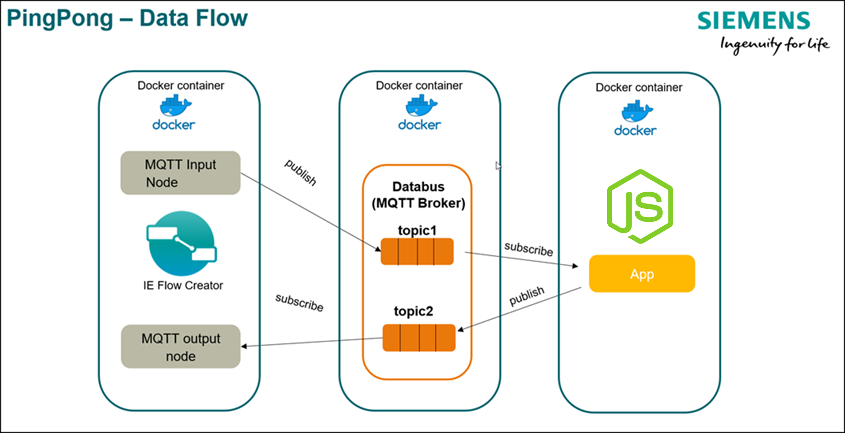 PingPong – Data Flow
SIEMENS
Ingenuity for life
Docker container
docker
MQTT Input
Node
IE Flow Creator
MQTT output
node
publish
subscribe
Docker container
docker
Databus
(MQTT Broker)
topic1
topic2
subscribe
publish
Docker container
docker
JS
App